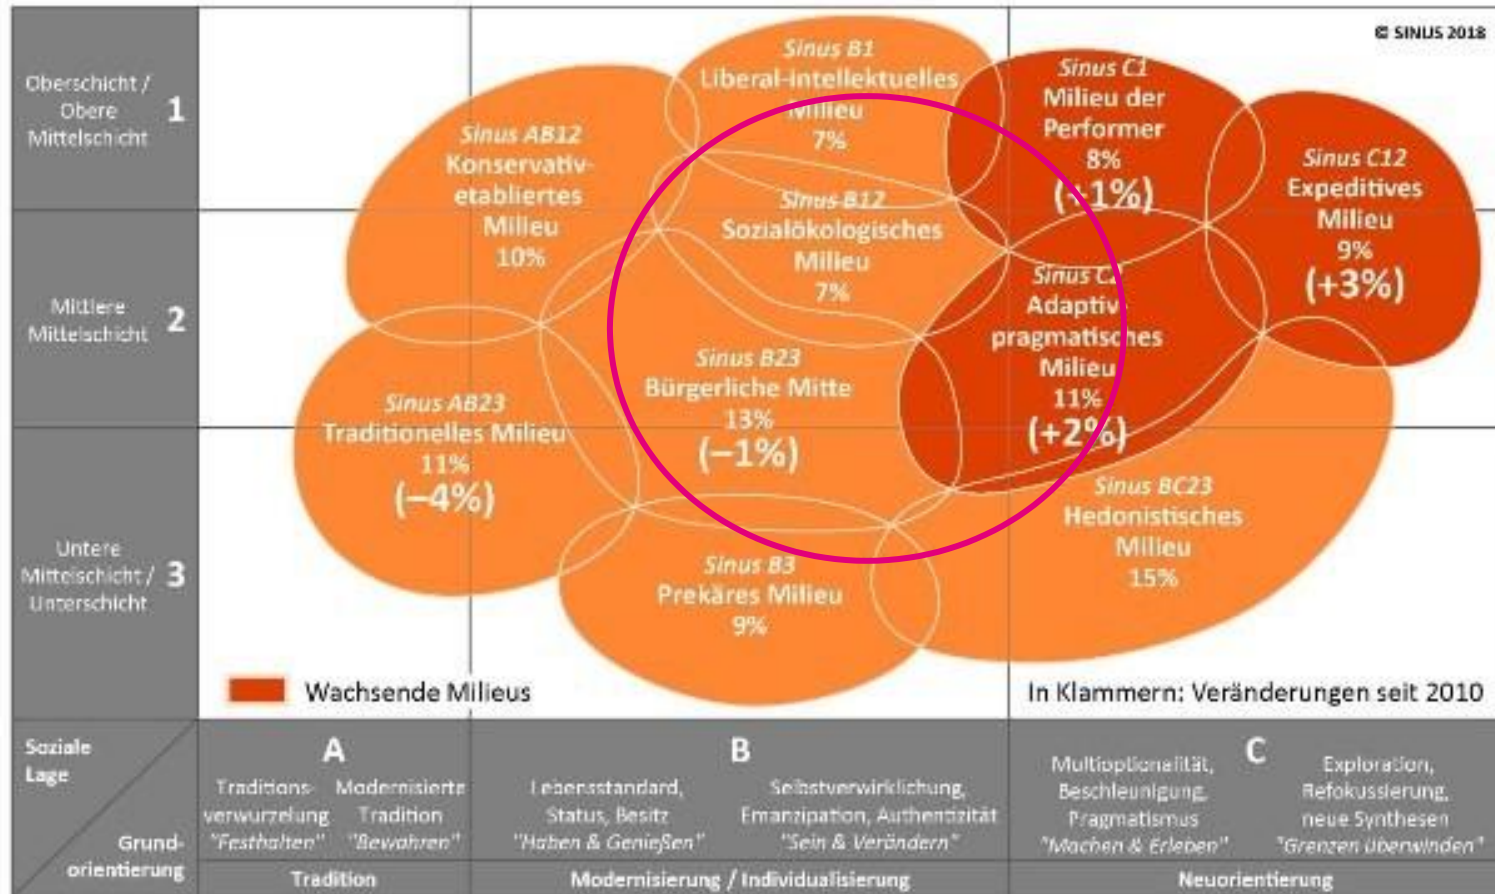 © SINUS 2018
Oberschicht /
Obere
Mittelschicht
1
Mittlere
Mittelschicht
2
Untere
Mittelschicht /
Unterschicht
3
Sinus B1
Liberal-intellektuelles
Milieu
7%
Sinus C1
Milieu der
Performer
8%
(+1%)
Sinus AB12
Konservativ-
etabliertes
Milieu
10%
Sinus C12
Expeditives
Milieu
9%
(+3%)
Sinus B12
Sozialökologisches
Milieu
7%
Sinus C2
Adaptiv-
pragmatisches
Milieu
11%
(+2%)
Sinus B23
Bürgerliche Mitte
13%
(–1%)
Sinus AB23
Traditionelles Milieu
11%
(–4%)
Sinus BC23
Hedonistisches
Milieu
15%
Sinus B3
Prekäres Milieu
9%
Wachsende Milieus
In Klammern: Veränderungen seit 2010
Soziale
Lage
Grund-
orientierung
A
Traditions-
verwurzelung
"Festhalten"
Modernisierte
Tradition
"Bewahren"
B
Lebensstandard,
Status, Besitz
"Haben & Genießen"
Selbstverwirklichung,
Emanzipation, Authentizität
"Sein & Verändern"
C
Multioptionalität,
Beschleunigung,
Pragmatismus
"Machen & Erleben"
Exploration,
Refokussierung,
neue Synthesen
"Grenzen überwinden"
Tradition
Modernisierung / Individualisierung
Neuorientierung